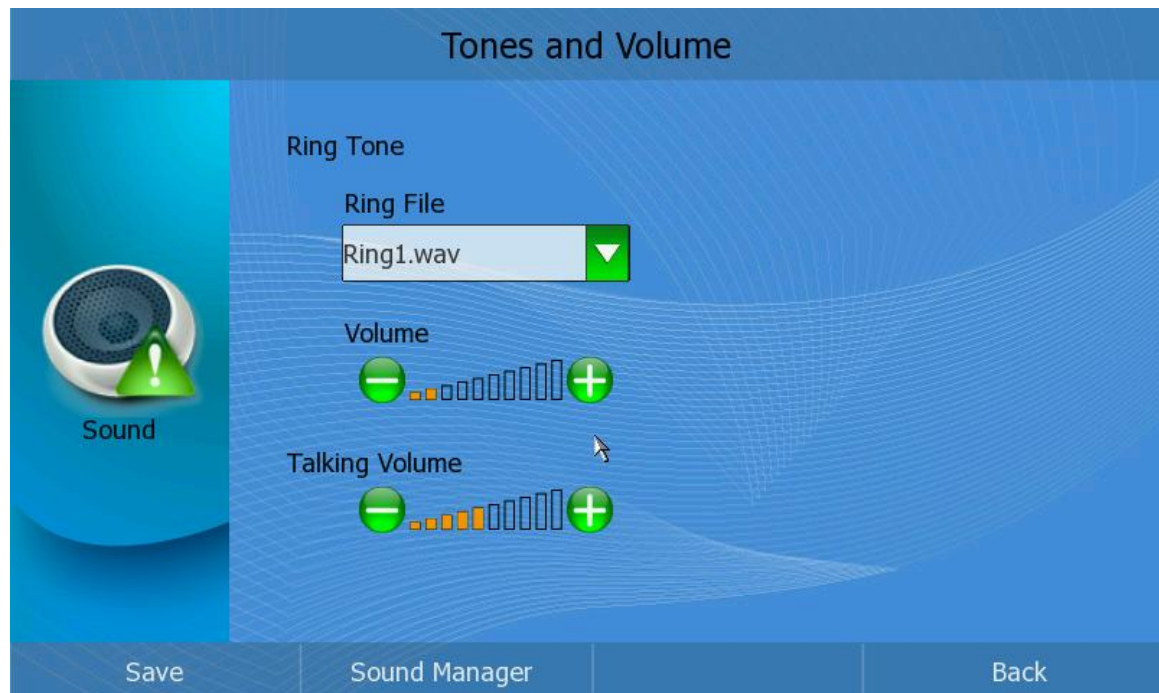 Tones and Volume
Ring Tone
Ring File
Ring1.wav
Volume
Sound
Talking Volume
Save
Sound Manager
Back